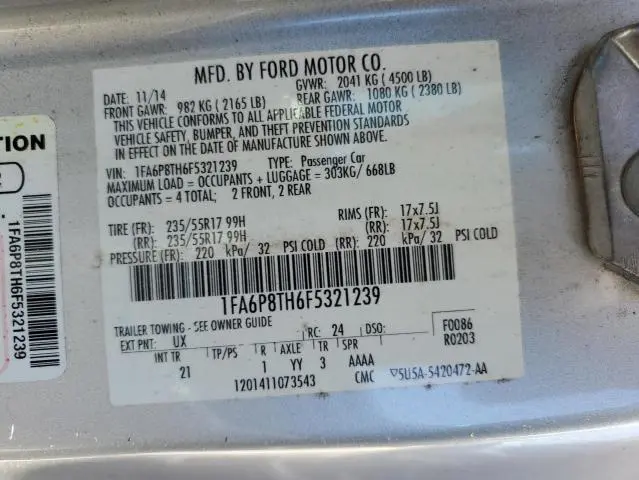 MFD. BY FORD MOTOR CO.
DATE: 11/14 GVWR: 2041 KG (4500 LB)
FRONT GAWR: 982 KG (2165 LB) REAR GAWR: 1080 KG (2380 LB)
THIS VEHICLE CONFORMS TO ALL APPLICABLE FEDERAL MOTOR
VEHICLE SAFETY, BUMPER, AND THEFT PREVENTION STANDARDS
IN EFFECT ON THE DATE OF MANUFACTURE SHOWN ABOVE.
VIN: 1FA6P8TH6F5321239 TYPE: Passenger Car
MAXIMUM LOAD = OCCUPANTS + LUGGAGE = 303KG/ 668LB
OCCUPANTS = 4 TOTAL; 2 FRONT, 2 REAR
TIRE (FR): 235/55R17 99H RIMS (FR): 17x7.5J
(RR): 235/55R17 99H (RR): 17x7.5J
PRESSURE (FR): 220 kPa/ 32 PSI COLD (RR): 220 kPa/ 32 PSI COLD
1FA6P8TH6F5321239
TRAILER TOWING - SEE OWNER GUIDE
EXT PNT: UX RC: 24 DSO: F0086
R0203
INT TR TP/PS R AXLE TR SPR
21 1 YY 3 AAAA
1201411073543 CMC 5U5A-5420472-AA
TION
1FA6P8TH6F5321239